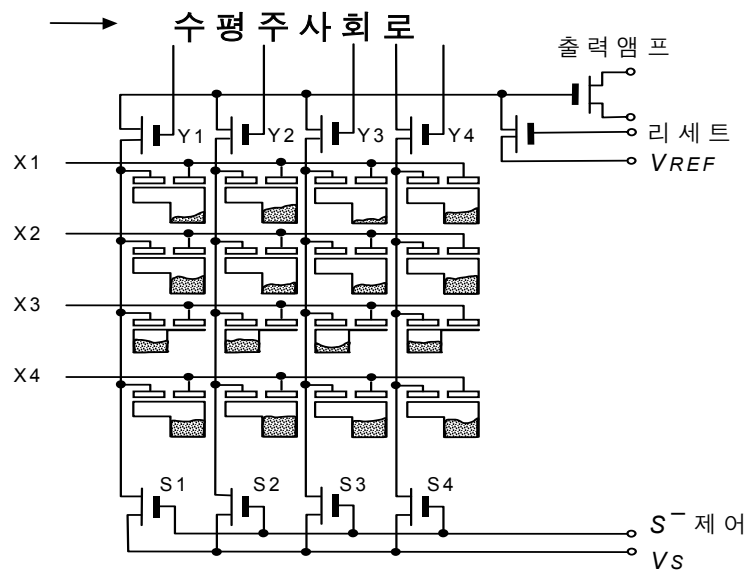 수평주사회로
출력앰프
Y1 Y2 Y3 Y4
리세트
X1
VREF
X2
X3
X4
S1 S2 S3 S4
S⁻ 제어
VS